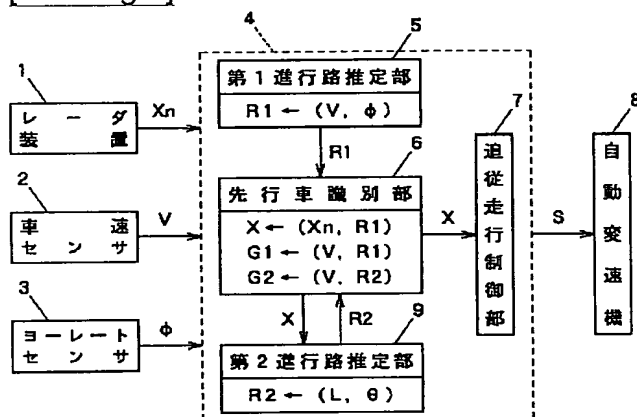 4
5
第1進行路推定部
R1 ← (V, φ)
1
レーダ
装置
Xn
R1
7
8
2
車速
センサ
V
6
先行車識別部
X ← (Xn, R1)
G1 ← (V, R1)
G2 ← (V, R2)
X
追従走行制御部
S
自動変速機
3
ヨーレート
センサ
φ
X
R2
9
第2進行路推定部
R2 ← (L, θ)